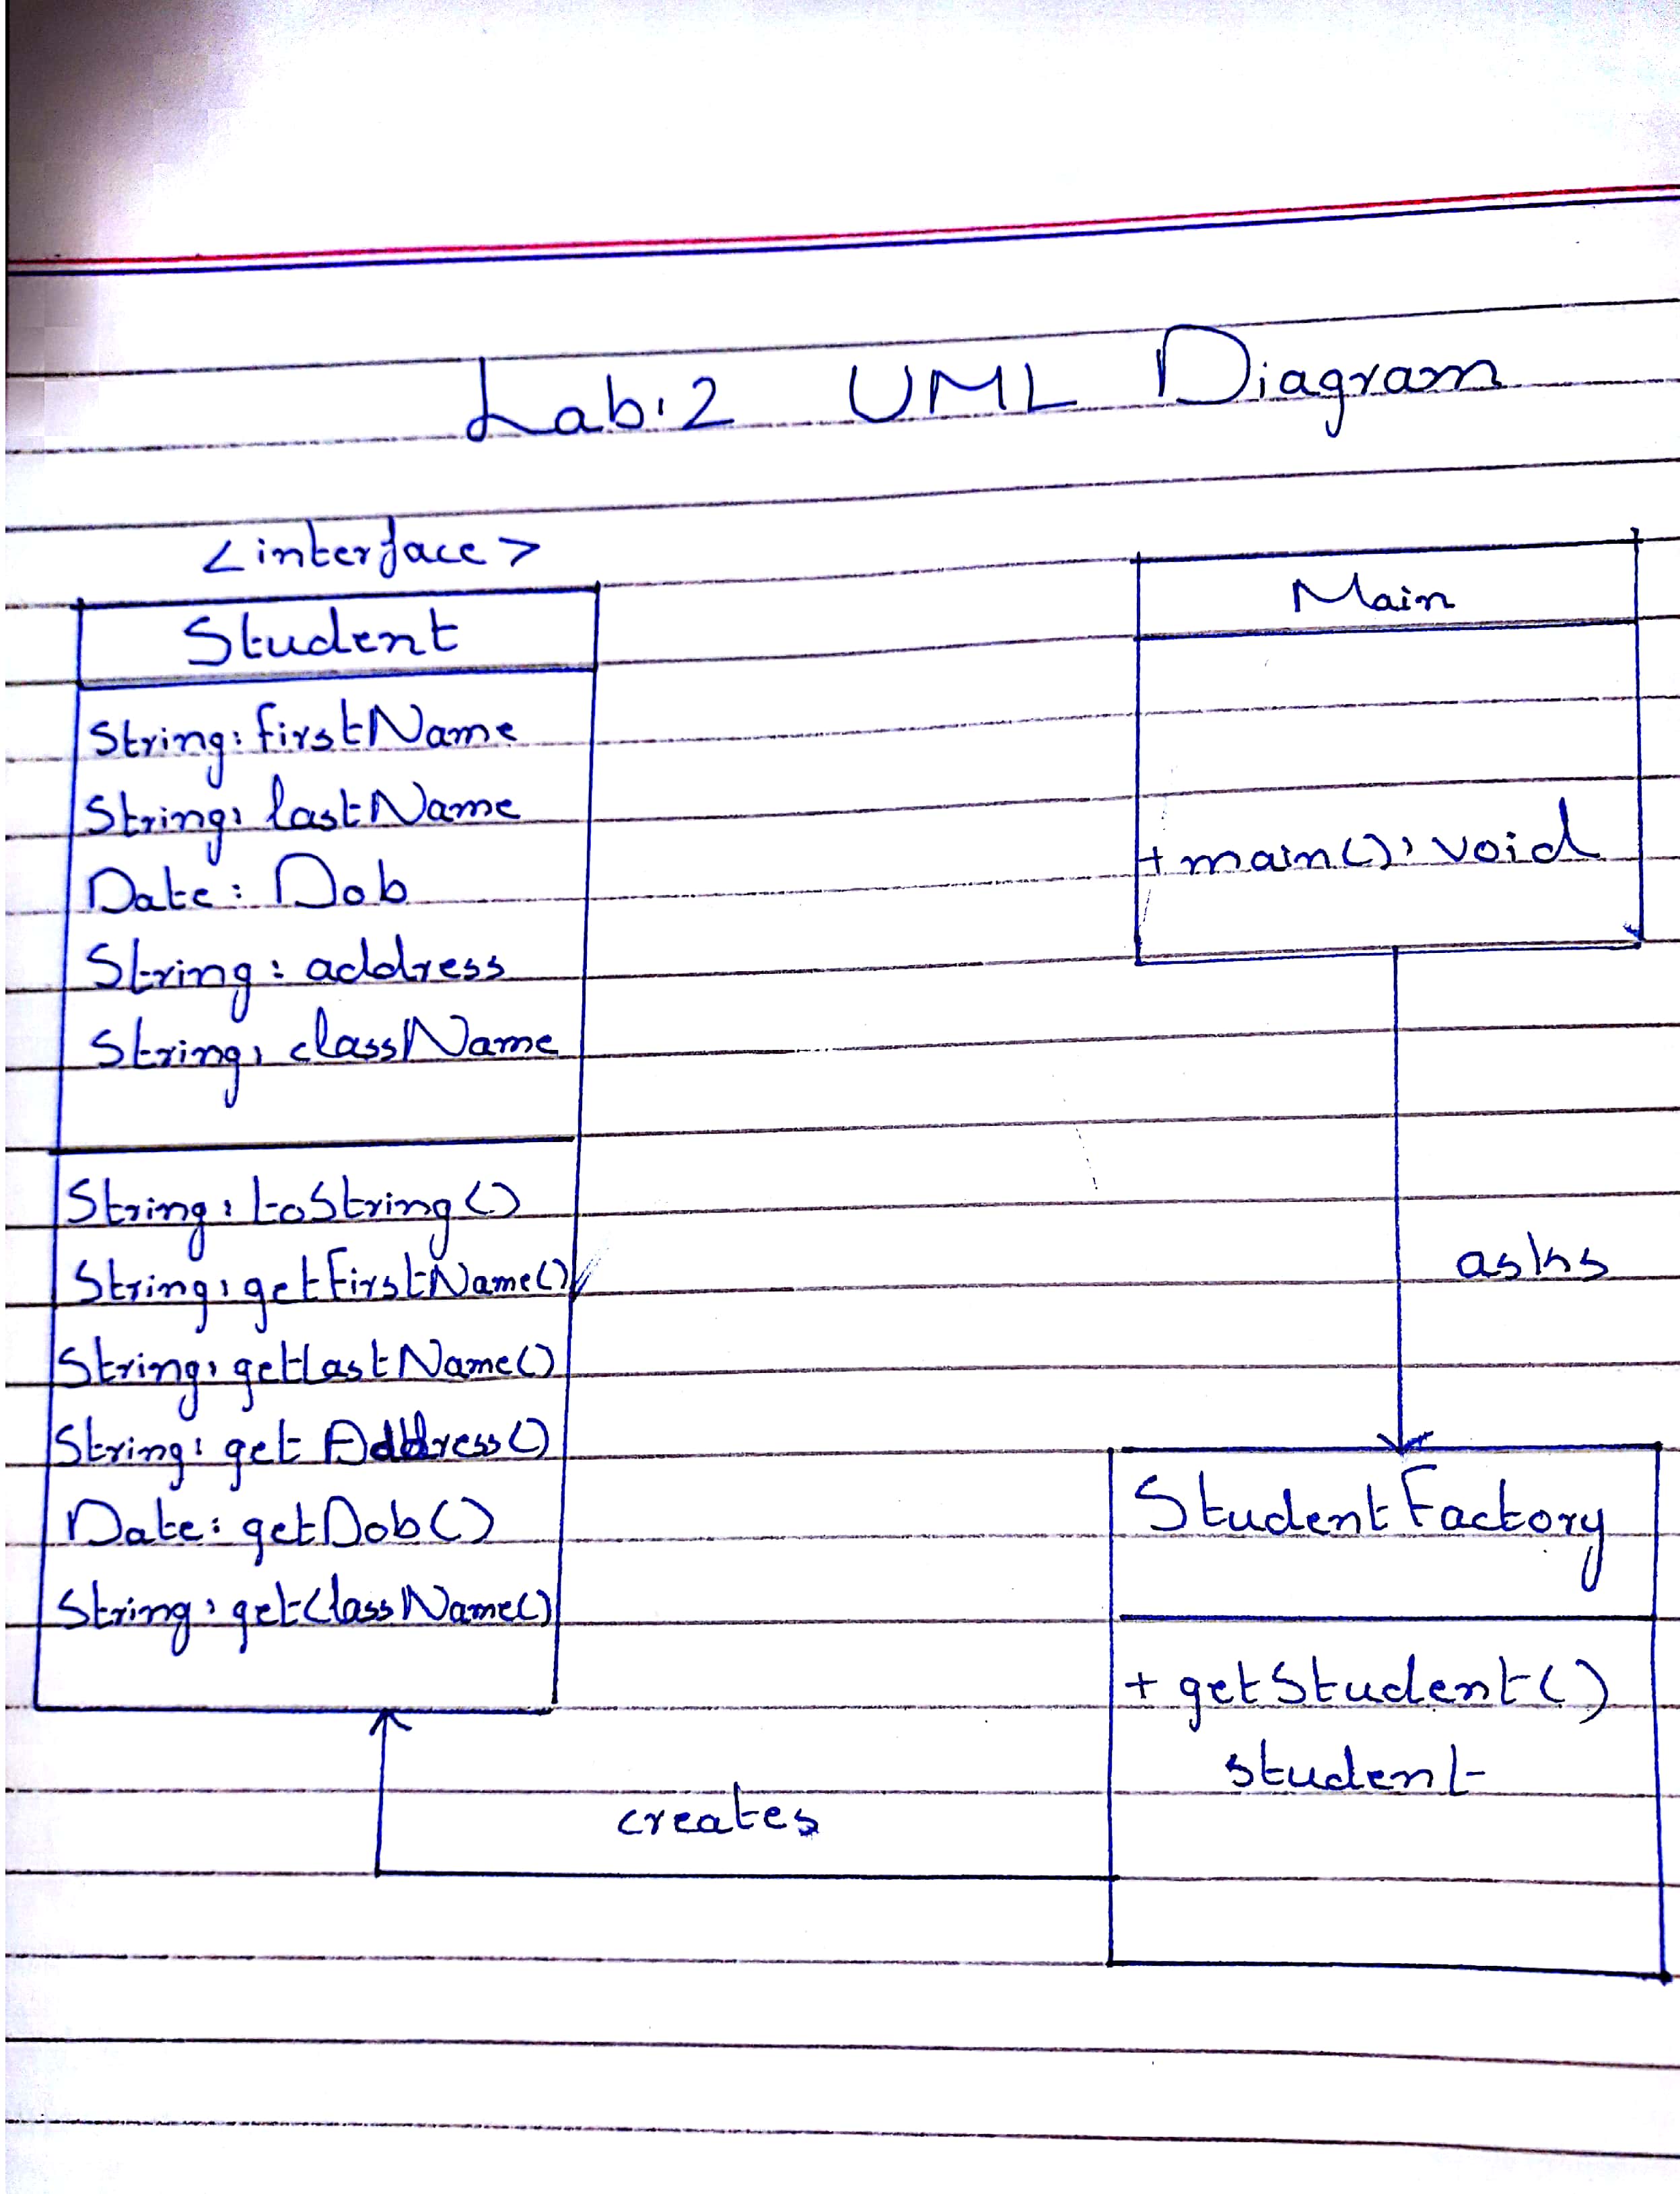 Lab:2 UML Diagram
<interface>
Student
String: firstName
String: lastName
Date: Dob
String: address
String: className
String: toString()
String: getFirstName()
String: getLastName()
String: get Address()
Date: getDob()
String: getClassName()
Main
+ main(): void
asks
StudentFactory
+ getStudent()
student
creates